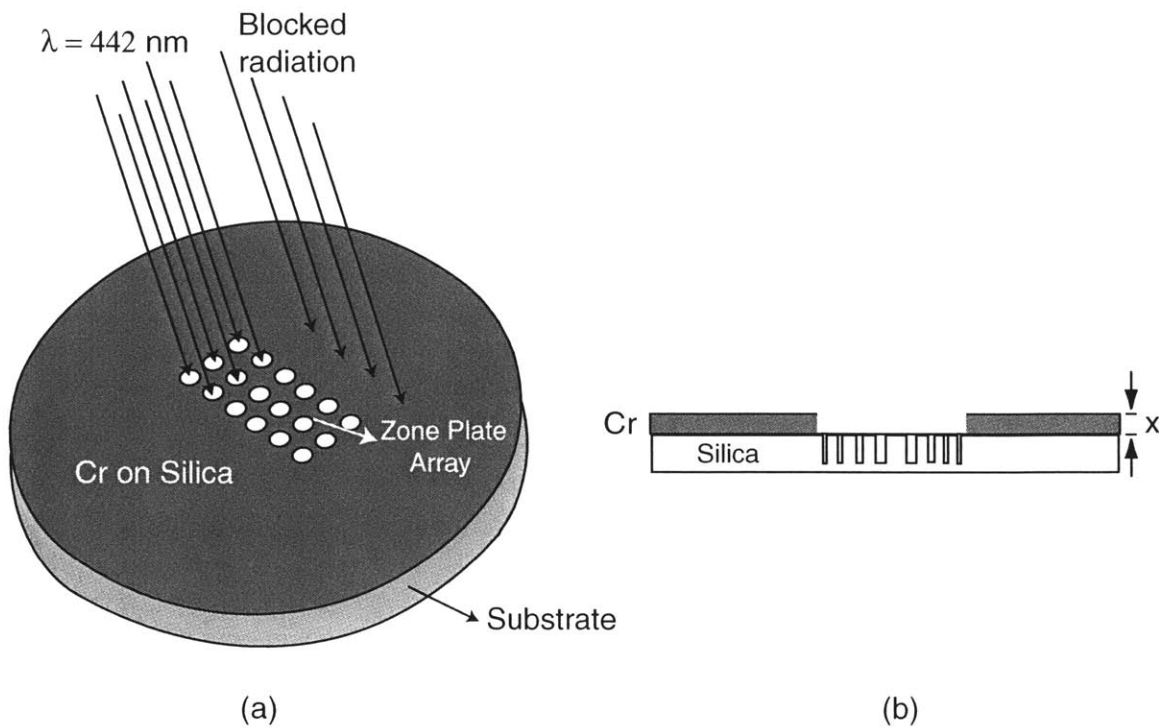 λ = 442 nm
Blocked
radiation
Zone Plate
Array
Cr on Silica
Substrate
(a)
Cr
Silica
x
(b)